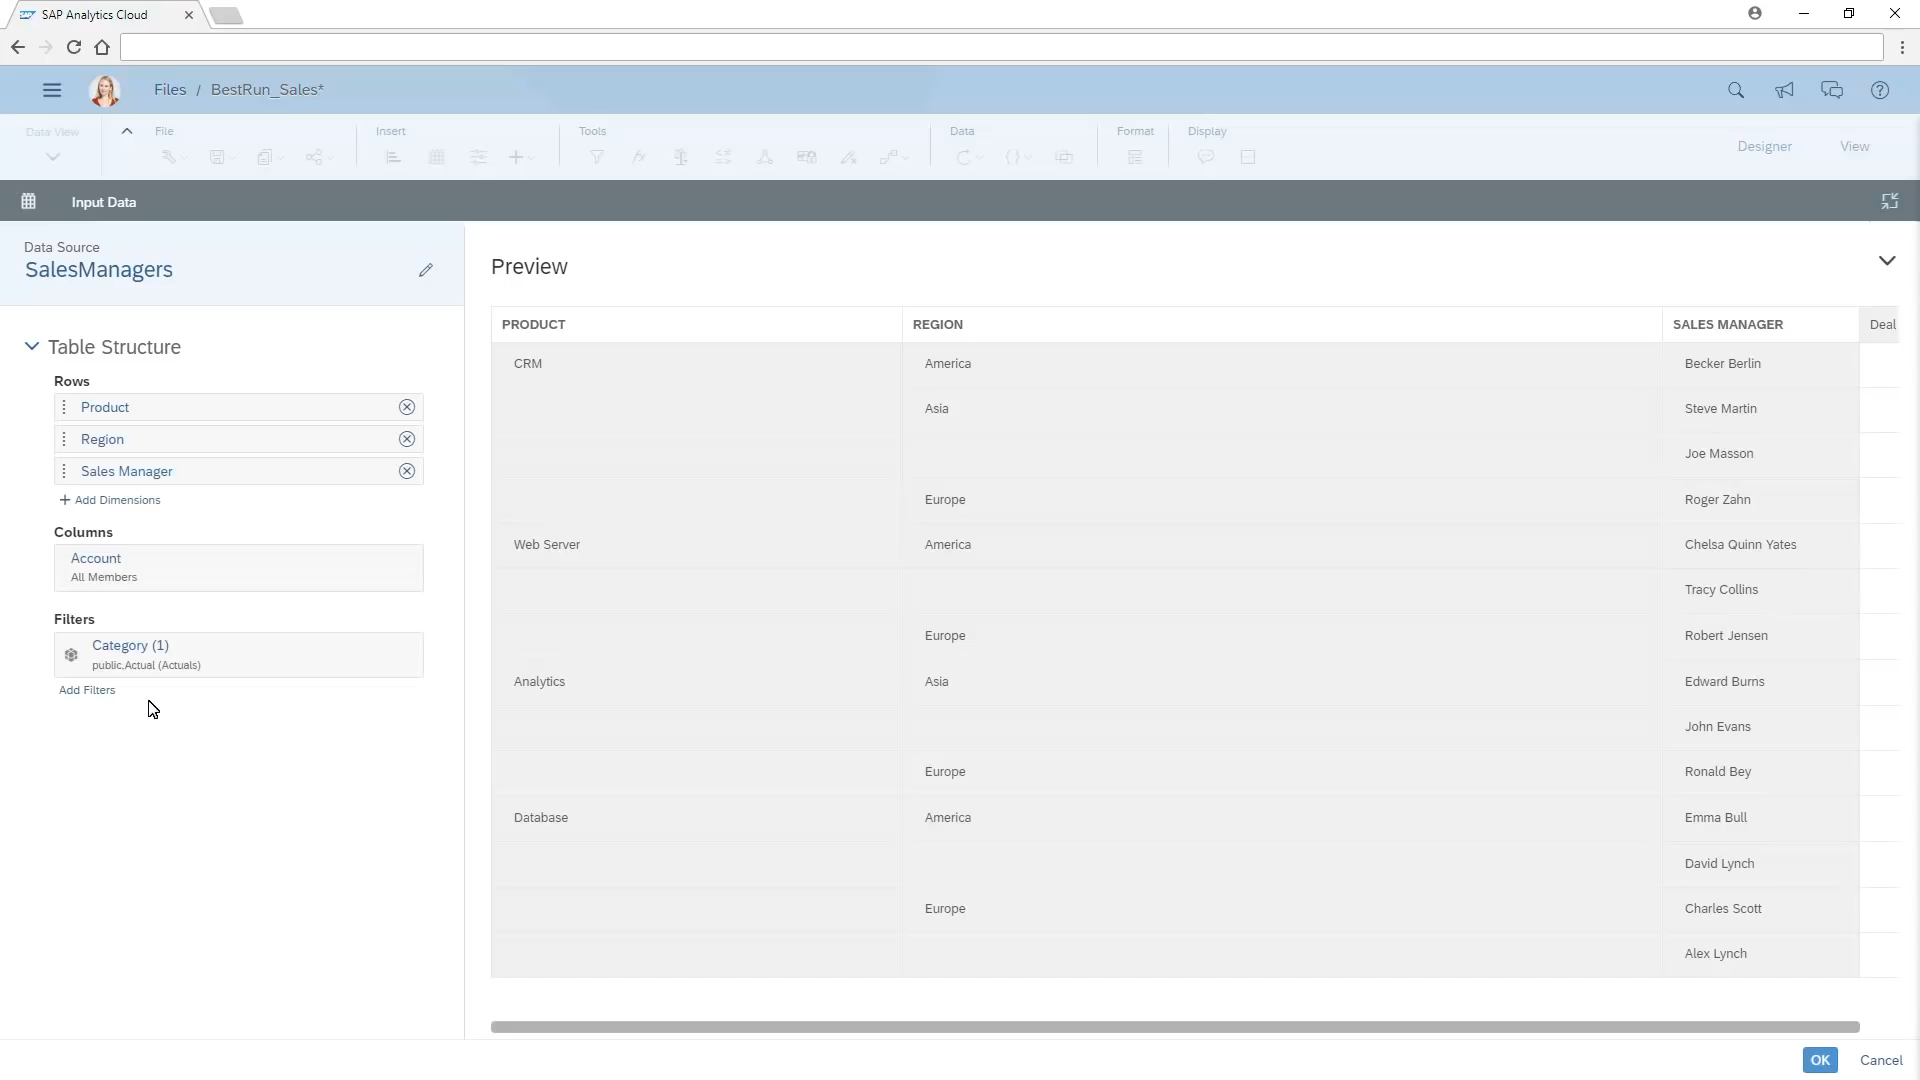 SAP Analytics Cloud
Files / BestRun_Sales*
Data View
File
Insert
Tools
Data
Format
Display
Designer
View
Input Data
Data Source
SalesManagers
Table Structure
Rows
Product
Region
Sales Manager
+ Add Dimensions
Columns
Account
All Members
Filters
Category (1)
public.Actual (Actuals)
Add Filters
Preview
PRODUCT REGION SALES MANAGER Deal
CRM America Becker Berlin
Asia Steve Martin
Joe Masson
Europe Roger Zahn
Web Server America Chelsa Quinn Yates
Tracy Collins
Europe Robert Jensen
Analytics Asia Edward Burns
John Evans
Europe Ronald Bey
Database America Emma Bull
David Lynch
Europe Charles Scott
Alex Lynch
OK Cancel